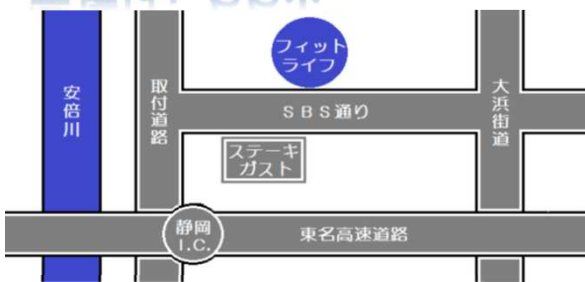 フィット
ライフ
安倍川
取付道路
SBS通り
大浜街道
ステーキ
ガスト
静岡
I.C.
東名高速道路